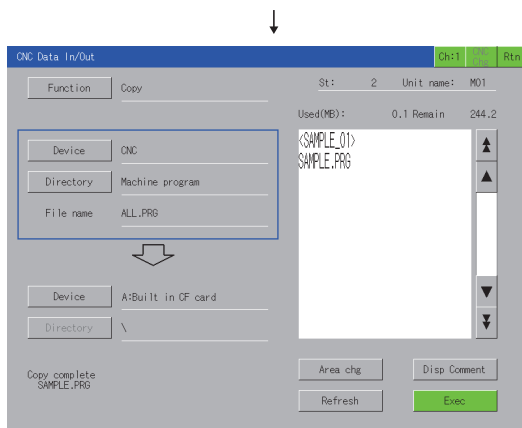 CNC Data In/Out
Ch:1
CNC
Chg
Rtn
Function
Copy
St: 2 Unit name: M01
Used(MB): 0.1 Remain 244.2
Device
CNC
Directory
Machine program
File name
ALL.PRG
<SAMPLE_01>
SAMPLE.PRG
Device
A:Built in CF card
Directory
\
Copy complete
SAMPLE.PRG
Area chg
Disp Comment
Refresh
Exec